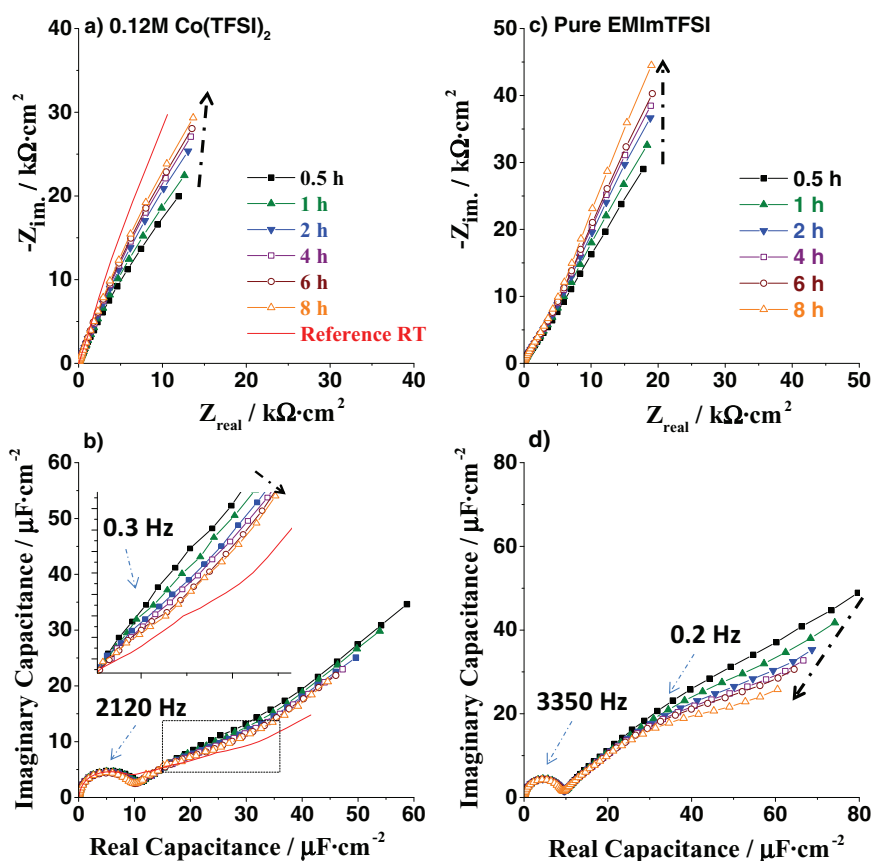 a) 0.12M Co(TFSI)2
-Zim. / kΩ·cm2
40
30
20
10
0
0 10 20 30 40
Zreal / kΩ·cm2
0.5 h
1 h
2 h
4 h
6 h
8 h
Reference RT
c) Pure EMImTFSI
-Zim. / kΩ·cm2
50
40
30
20
10
0
0 10 20 30 40 50
Zreal / kΩ·cm2
0.5 h
1 h
2 h
4 h
6 h
8 h
b)
Imaginary Capacitance / μF·cm-2
60
50
40
30
20
10
0
0 10 20 30 40 50 60
Real Capacitance / μF·cm-2
0.3 Hz
2120 Hz
d)
Imaginary Capacitance / μF·cm-2
80
60
40
20
0
0 20 40 60 80
Real Capacitance / μF·cm-2
0.2 Hz
3350 Hz